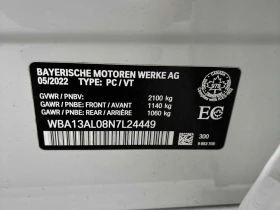 BAYERISCHE MOTOREN WERKE AG
05/2022 TYPE: PC / VT
GVWR / PNBV: 2100 kg
GAWR / PNBE: FRONT / AVANT 1140 kg
GAWR / PNBE: REAR / ARRIÈRE 1060 kg
WBA13AL08N7L24449
EC
300